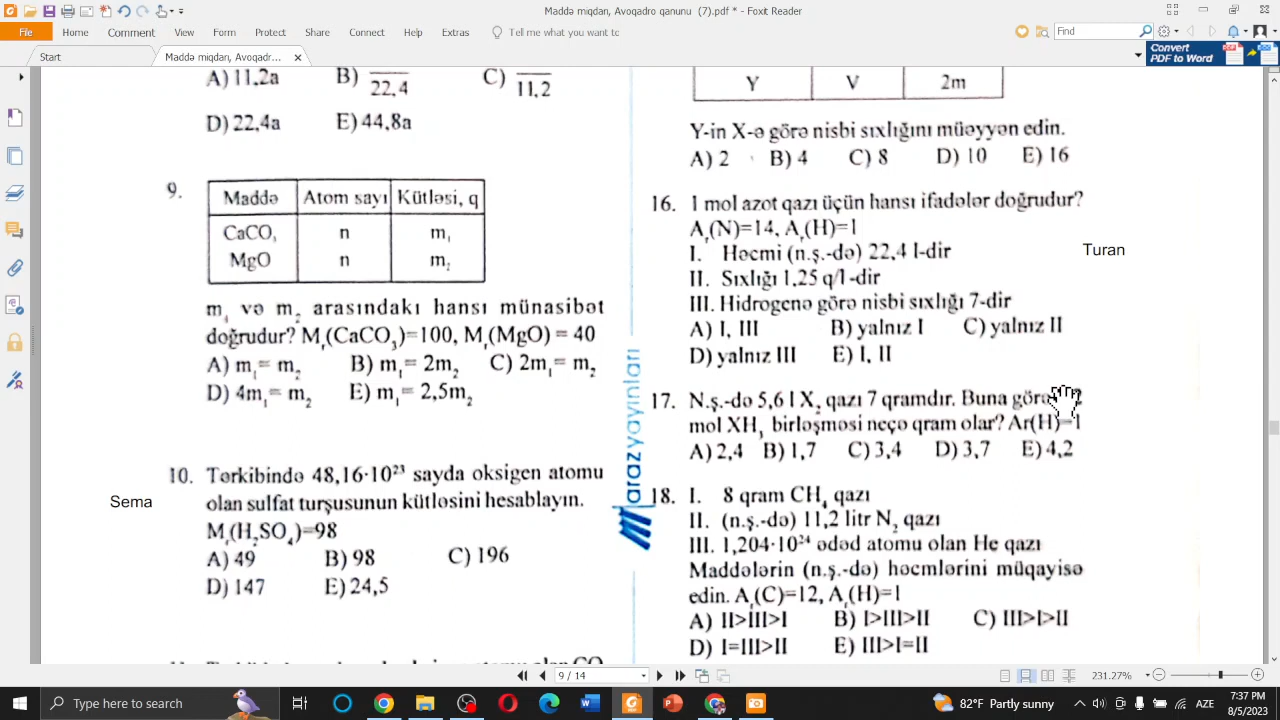 Maddə miqdarı, Avoqadro qanunu (7).pdf * - Foxit Reader
File Home Comment View Form Protect Share Connect Help Extras Tell me what you want to Find
Start Maddə miqdarı, Avoqadr...
Convert PDF to Word
A) 11,2a B) 22,4 C) 11,2
D) 22,4a E) 44,8a
9.
Maddə Atom sayı Kütləsi, q
CaCO₃ n m₁
MgO n m₂
m₁ və m₂ arasındakı hansı münasibət
doğrudur? Mᵣ(CaCO₃)=100, Mᵣ(MgO) = 40
A) m₁= m₂ B) m₁= 2m₂ C) 2m₁= m₂
D) 4m₁= m₂ E) m₁= 2,5m₂
10. Tərkibində 48,16·10²³ sayda oksigen atomu
Sema
olan sulfat turşusunun kütləsini hesablayın.
Mᵣ(H₂SO₄)=98
A) 49 B) 98 C) 196
D) 147 E) 24,5
araz yayınları
Y V 2m
Y-in X-ə görə nisbi sıxlığını müəyyən edin.
A) 2 B) 4 C) 8 D) 10 E) 16
16. 1 mol azot qazı üçün hansı ifadələr doğrudur?
Aᵣ(N)=14, Aᵣ(H)=1
I. Həcmi (n.ş.-də) 22,4 l-dir
Turan
II. Sıxlığı 1,25 q/l-dir
III. Hidrogenə görə nisbi sıxlığı 7-dir
A) I, III B) yalnız I C) yalnız II
D) yalnız III E) I, II
17. N.ş.-də 5,6 l X₂ qazı 7 qramdır. Buna görə
mol XH₃ birləşməsi neçə qram olar? Ar(H)=1
A) 2,4 B) 1,7 C) 3,4 D) 3,7 E) 4,2
18. I. 8 qram CH₄ qazı
II. (n.ş.-də) 11,2 litr N₂ qazı
III. 1,204·10²⁴ ədəd atomu olan He qazı
Maddələrin (n.ş.-də) həcmlərini müqayisə
edin. Aᵣ(C)=12, Aᵣ(H)=1
A) II>III>I B) I>III>II C) III>I>II
D) I=III>II E) III>I=II
9 / 14 231.27%
Type here to search 82°F Partly sunny AZE 7:37 PM
8/5/2023